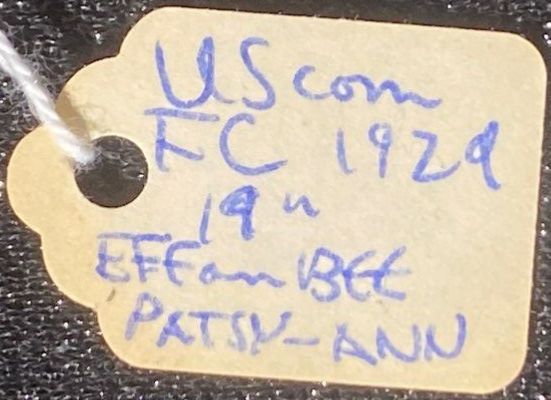 US com
FC 1929
19"
EFFanBEE
PATSY-ANN